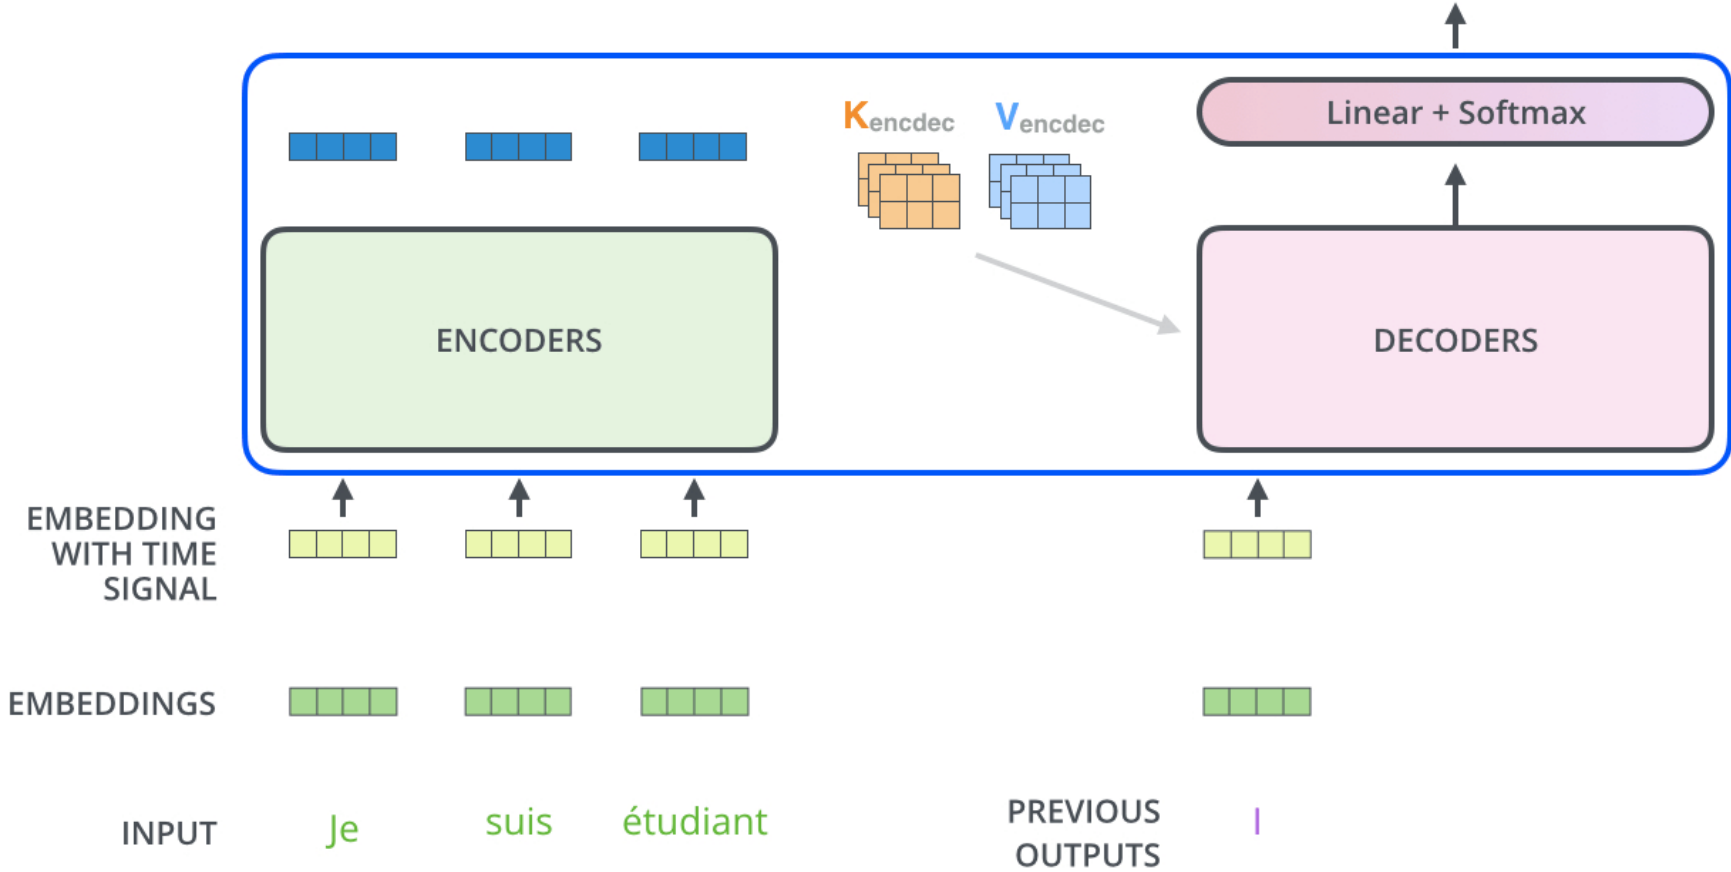 Kencdec Vencdec
Linear + Softmax
ENCODERS
DECODERS
EMBEDDING
WITH TIME
SIGNAL
EMBEDDINGS
INPUT
Je suis étudiant
PREVIOUS
OUTPUTS
I